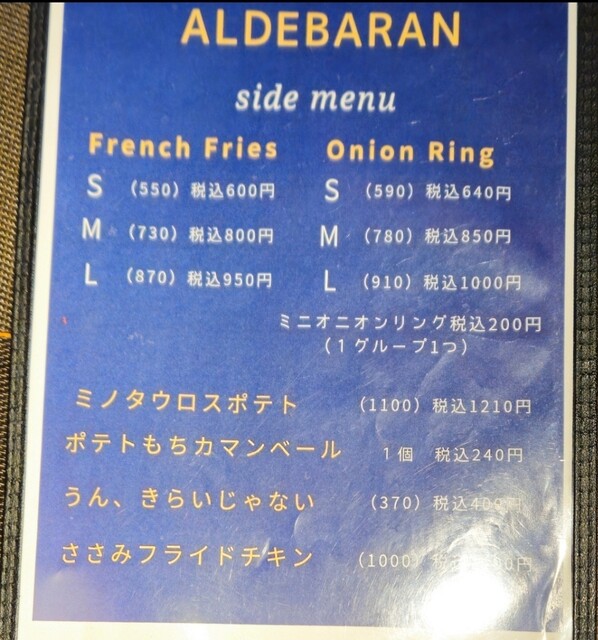 ALDEBARAN
side menu
French Fries
S (550) 税込600円
M (730) 税込800円
L (870) 税込950円
Onion Ring
S (590) 税込640円
M (780) 税込850円
L (910) 税込1000円
ミニオニオンリング税込200円
(1グループ1つ)
ミノタウロスポテト (1100) 税込1210円
ポテトもちカマンベール 1個 税込240円
うん、きらいじゃない (370) 税込400円
ささみフライドチキン (1000)